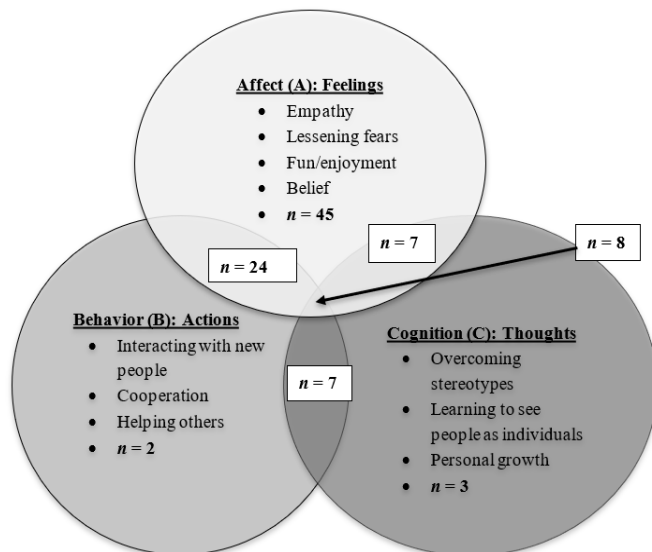 Affect (A): Feelings
• Empathy
• Lessening fears
• Fun/enjoyment
• Belief
• n = 45
n = 24
n = 7
n = 8
Behavior (B): Actions
• Interacting with new
people
• Cooperation
• Helping others
• n = 2
n = 7
Cognition (C): Thoughts
• Overcoming
stereotypes
• Learning to see
people as individuals
• Personal growth
• n = 3